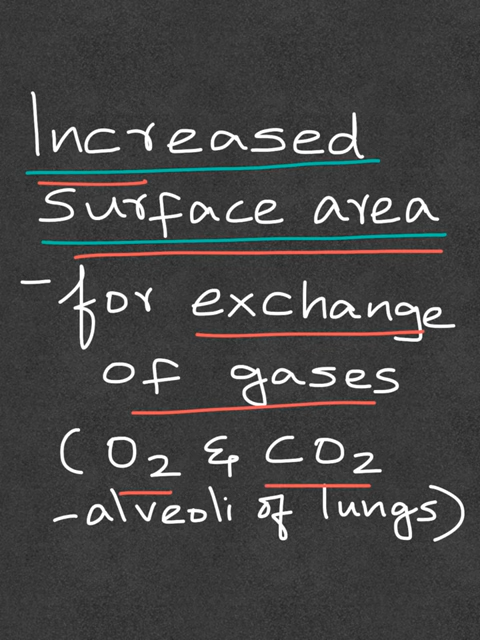 Increased
surface area
- for exchange
of gases
(O₂ & CO₂
- alveoli of lungs)